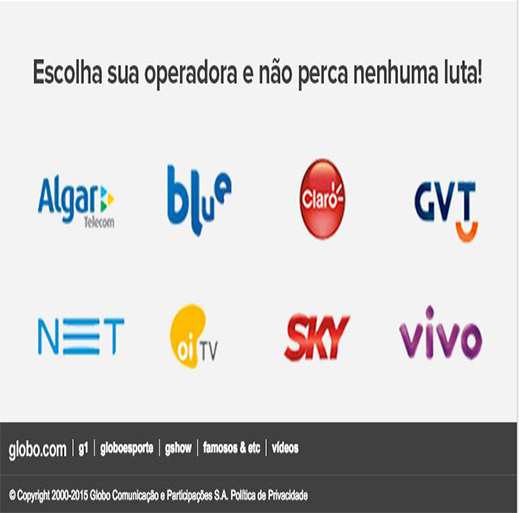 Escolha sua operadora e não perca nenhuma luta!
Algar Telecom
blue
Claro
GVT
NET
oi TV
SKY
vivo
globo.com | g1 | globoesporte | gshow | famosos & etc | vídeos
© Copyright 2000-2015 Globo Comunicação e Participações S.A. Política de Privacidade